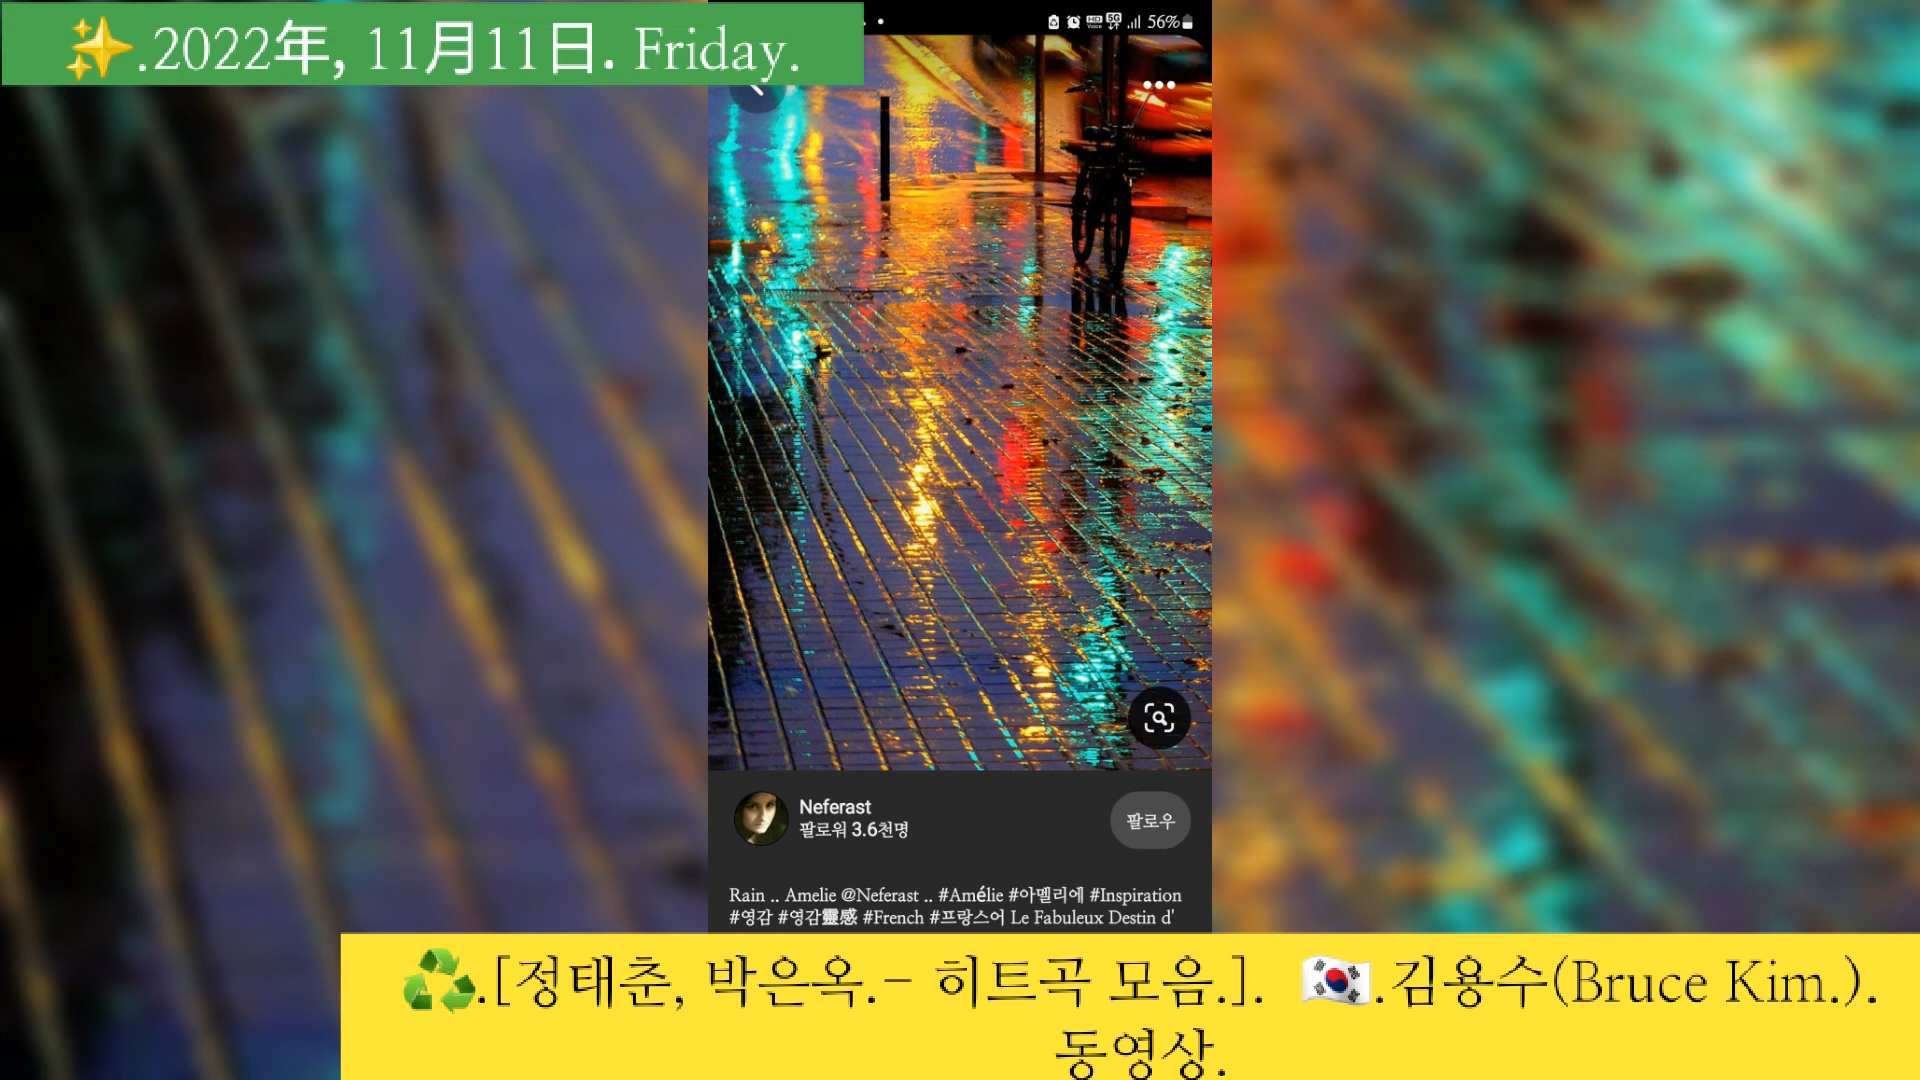 ✨.2022年, 11月11日. Friday.
56%
Neferast
팔로워 3.6천명
팔로우
Rain .. Amelie @Neferast .. #Amélie #아멜리에 #Inspiration
#영감 #영감靈感 #French #프랑스어 Le Fabuleux Destin d'
♻️.[정태춘, 박은옥.- 히트곡 모음.]. 🇰🇷.김용수(Bruce Kim.).
동영상.